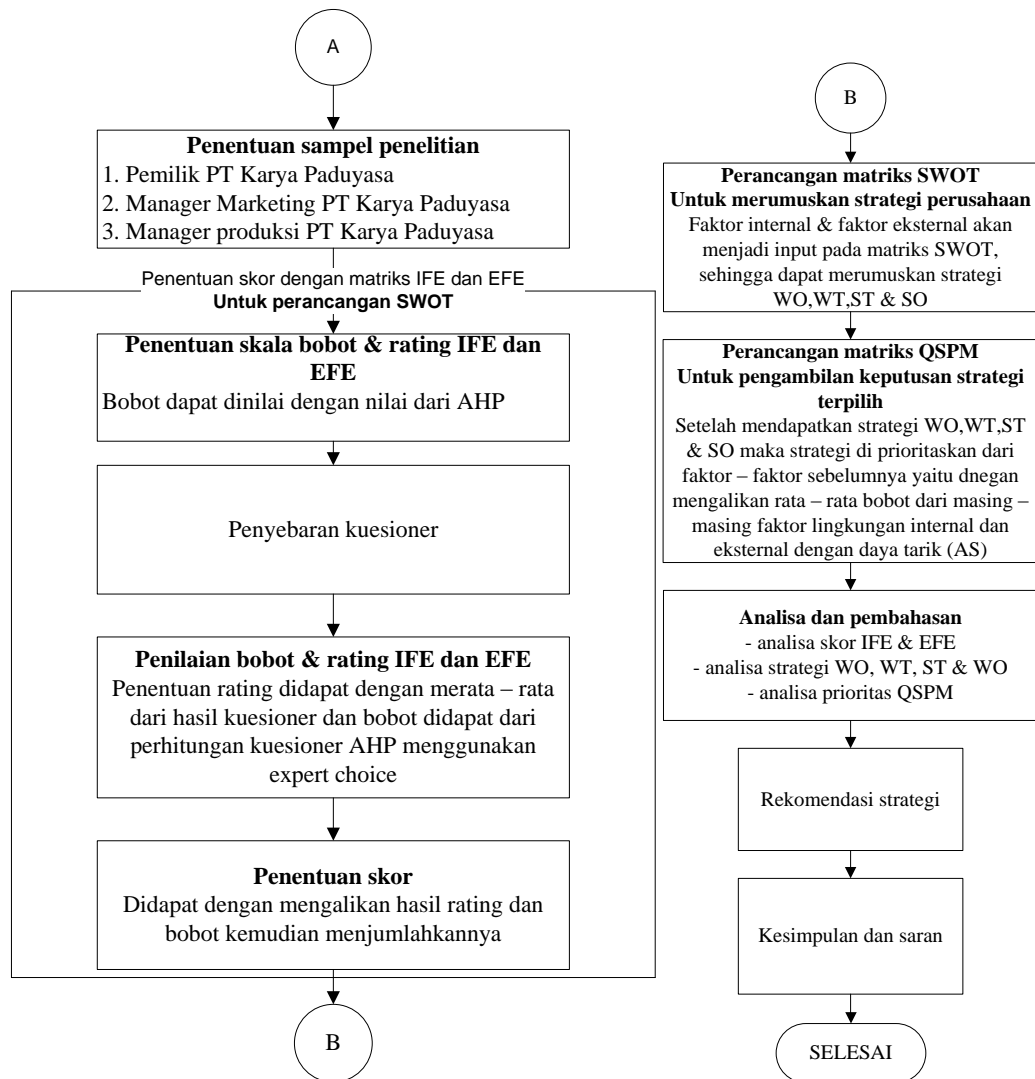 A
Penentuan sampel penelitian
1. Pemilik PT Karya Paduyasa
2. Manager Marketing PT Karya Paduyasa
3. Manager produksi PT Karya Paduyasa
Penentuan skor dengan matriks IFE dan EFE
Untuk perancangan SWOT
Penentuan skala bobot & rating IFE dan
EFE
Bobot dapat dinilai dengan nilai dari AHP
Penyebaran kuesioner
Penilaian bobot & rating IFE dan EFE
Penentuan rating didapat dengan merata – rata
dari hasil kuesioner dan bobot didapat dari
perhitungan kuesioner AHP menggunakan
expert choice
Penentuan skor
Didapat dengan mengalikan hasil rating dan
bobot kemudian menjumlahkannya
B
B
Perancangan matriks SWOT
Untuk merumuskan strategi perusahaan
Faktor internal & faktor eksternal akan
menjadi input pada matriks SWOT,
sehingga dapat merumuskan strategi
WO,WT,ST & SO
Perancangan matriks QSPM
Untuk pengambilan keputusan strategi
terpilih
Setelah mendapatkan strategi WO,WT,ST
& SO maka strategi di prioritaskan dari
faktor – faktor sebelumnya yaitu dnegan
mengalikan rata – rata bobot dari masing –
masing faktor lingkungan internal dan
eksternal dengan daya tarik (AS)
Analisa dan pembahasan
- analisa skor IFE & EFE
- analisa strategi WO, WT, ST & WO
- analisa prioritas QSPM
Rekomendasi strategi
Kesimpulan dan saran
SELESAI